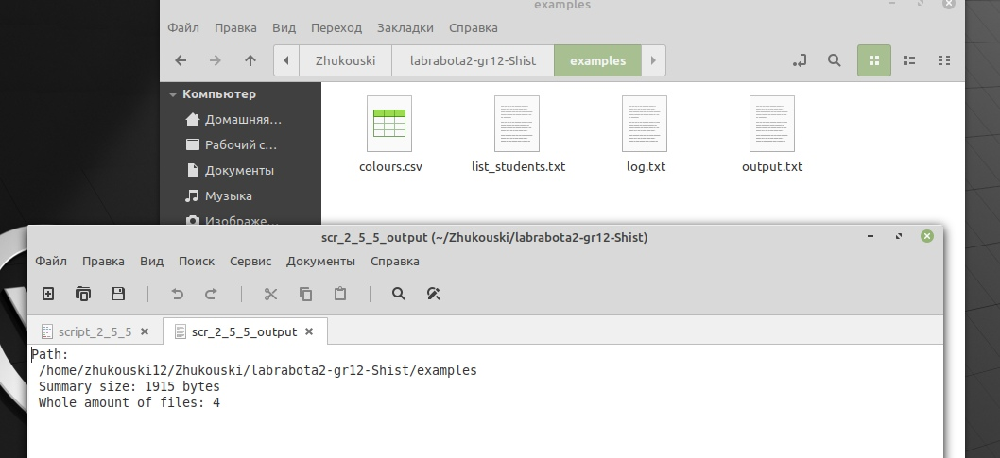 examples
Файл Правка Вид Переход Закладки Справка
Zhukouski labrabota2-gr12-Shist examples
Компьютер
Домашняя...
Рабочий с...
Документы
Музыка
Изображе...
colours.csv list_students.txt log.txt output.txt
scr_2_5_5_output (~/Zhukouski/labrabota2-gr12-Shist)
Файл Правка Вид Поиск Сервис Документы Справка
script_2_5_5 scr_2_5_5_output
Path:
/home/zhukouski12/Zhukouski/labrabota2-gr12-Shist/examples
Summary size: 1915 bytes
Whole amount of files: 4